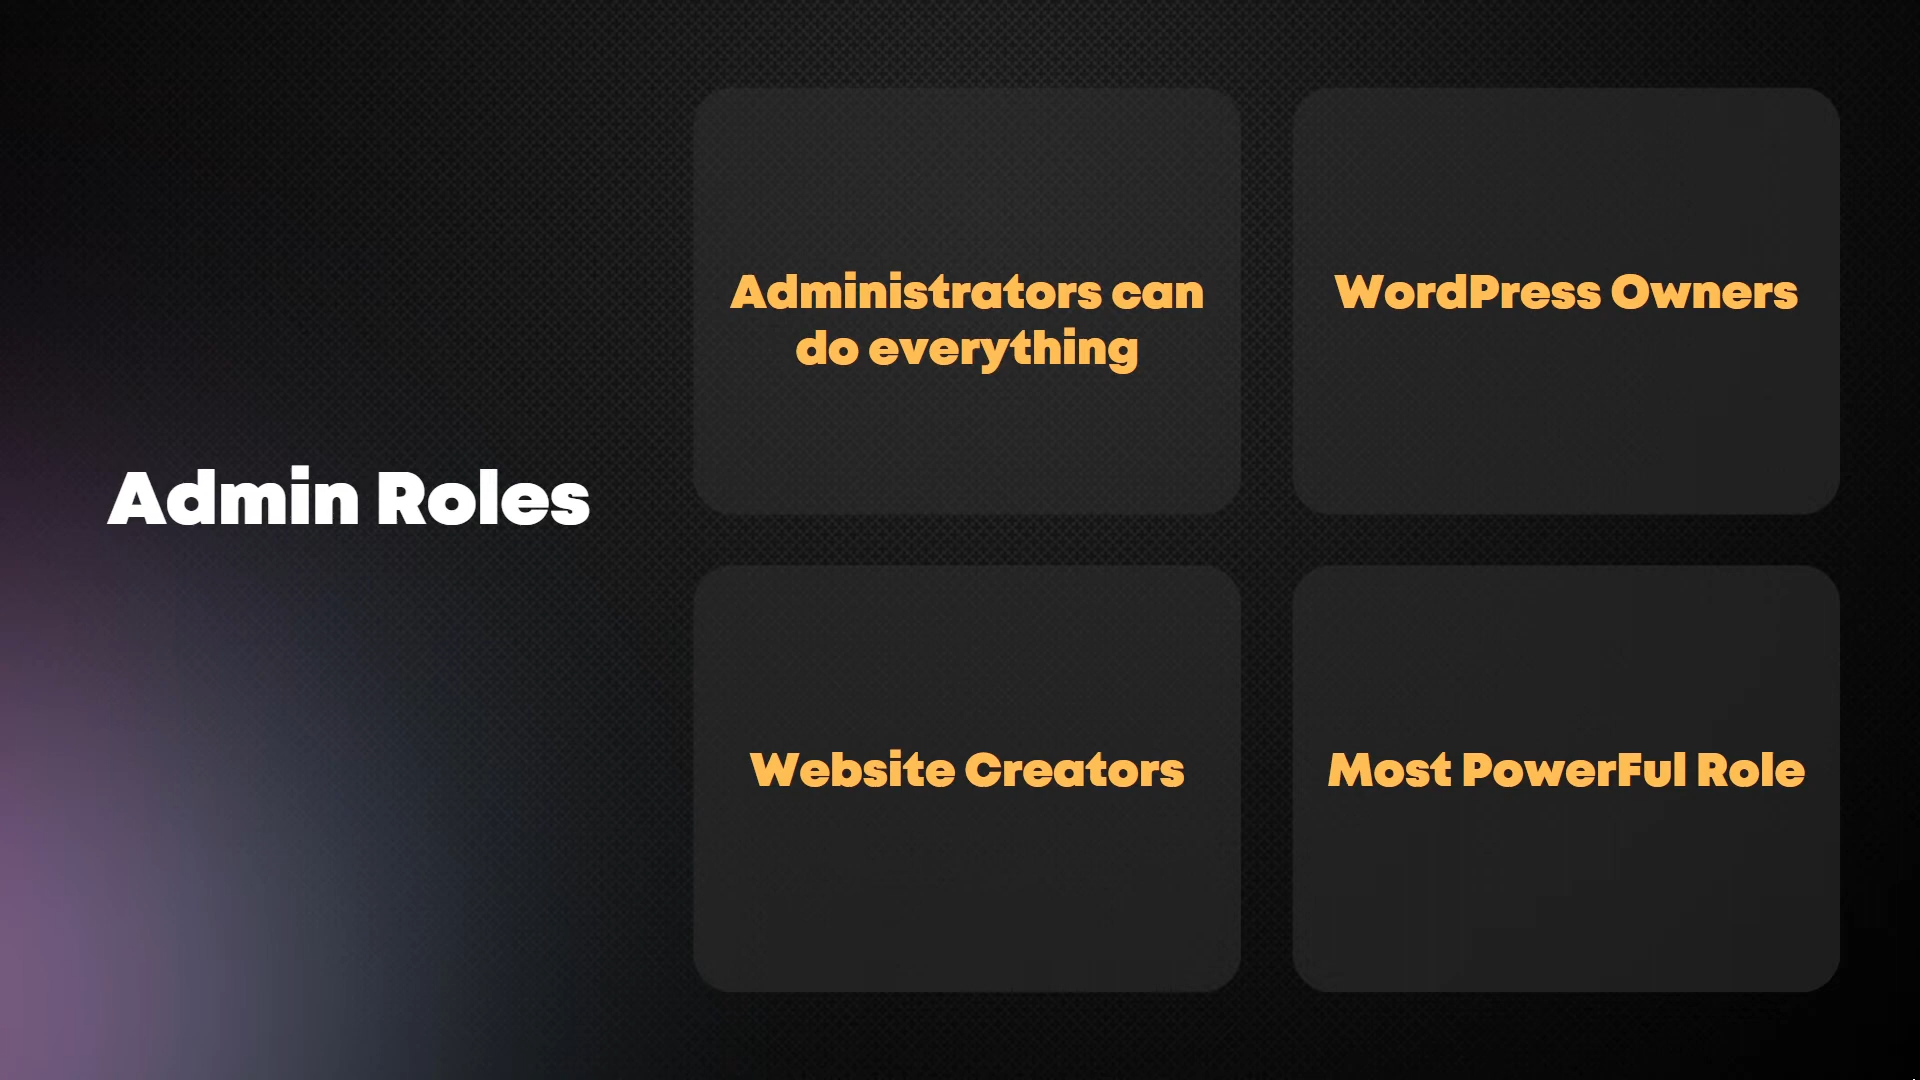 Admin Roles
Administrators can
do everything
WordPress Owners
Website Creators
Most PowerFul Role